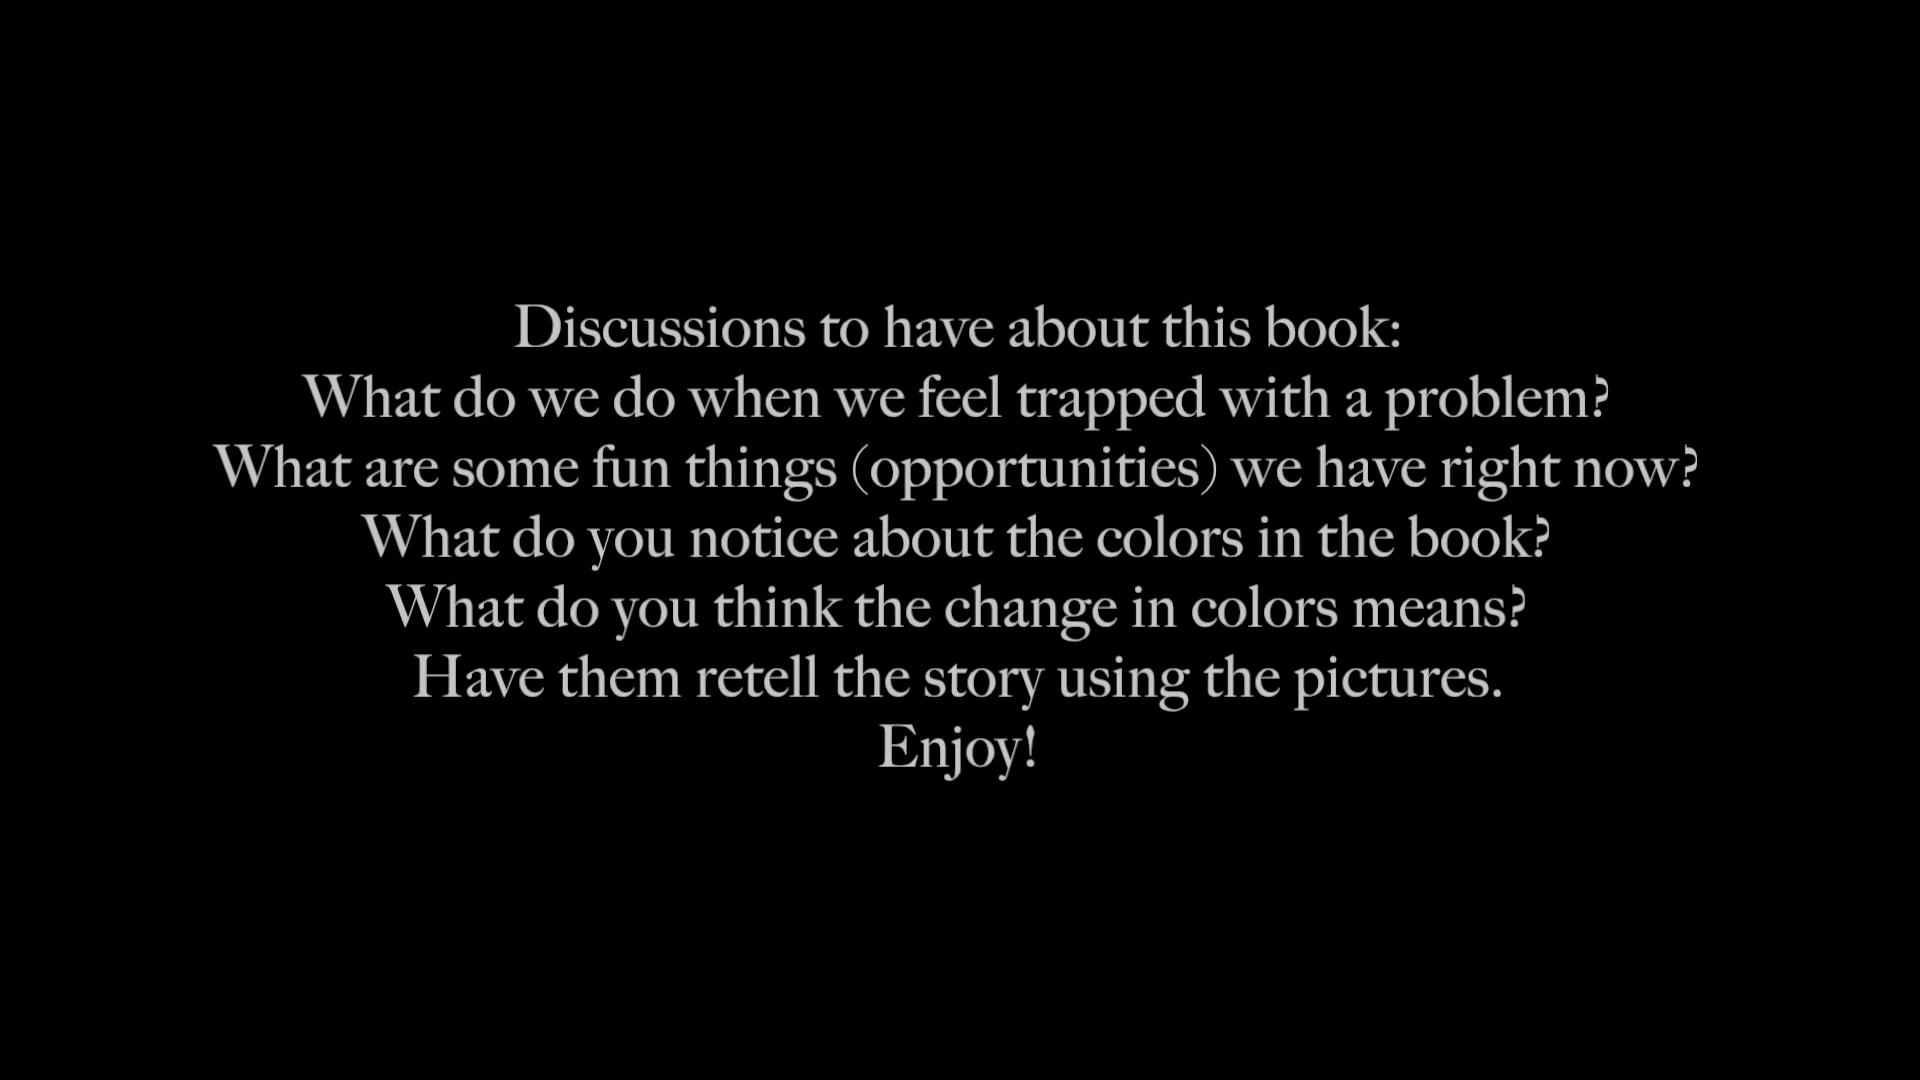 Discussions to have about this book:
What do we do when we feel trapped with a problem?
What are some fun things (opportunities) we have right now?
What do you notice about the colors in the book?
What do you think the change in colors means?
Have them retell the story using the pictures.
Enjoy!